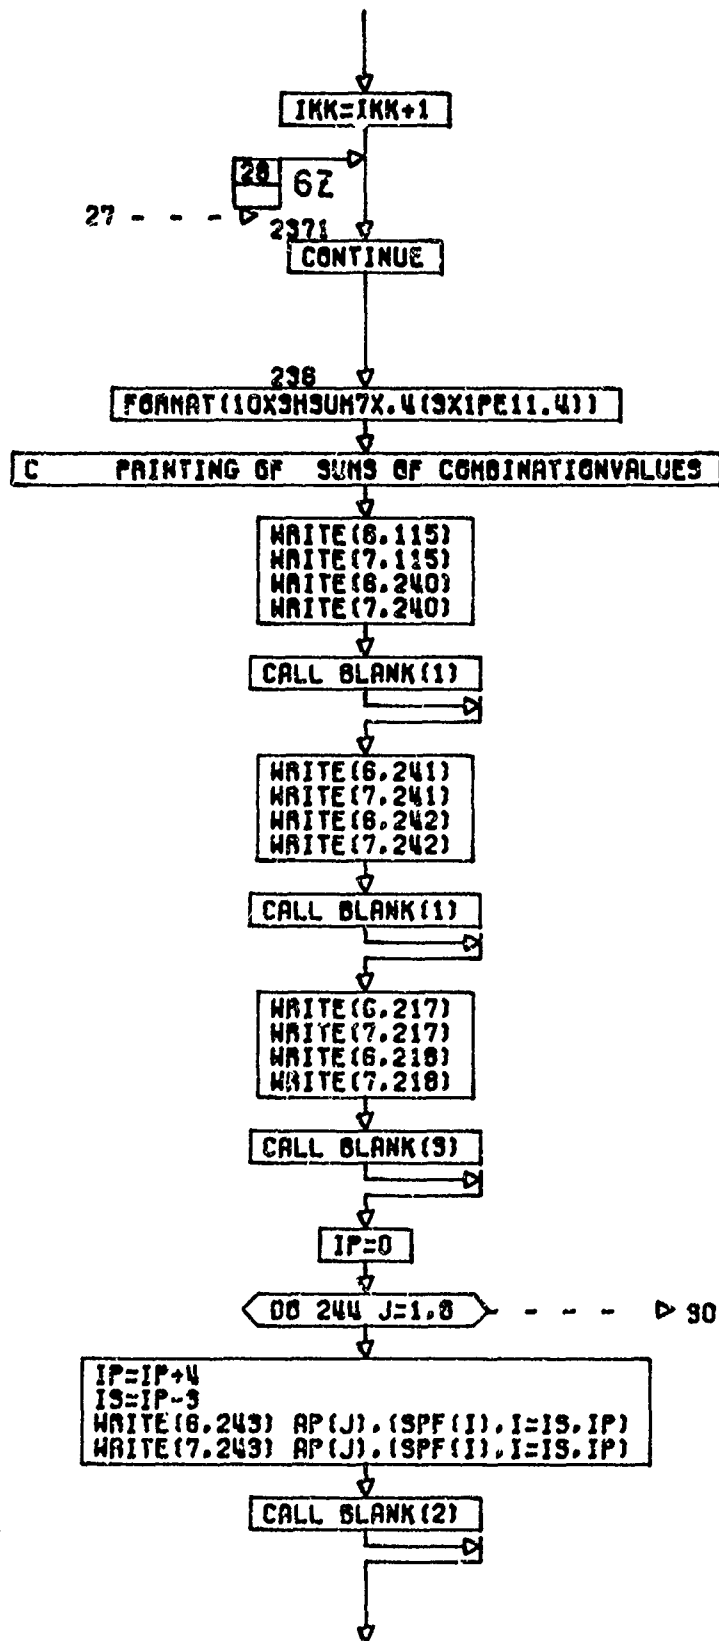 IKK=IKK+1
28
6Z
27
2371
CONTINUE
236
FORMAT(10X3HSUM7X,4(3X1PE11.4))
C PRINTING OF SUMS OF COMBINATIONVALUES
WRITE(6,115)
WRITE(7,115)
WRITE(6,240)
WRITE(7,240)
CALL BLANK(1)
WRITE(6,241)
WRITE(7,241)
WRITE(6,242)
WRITE(7,242)
CALL BLANK(1)
WRITE(6,217)
WRITE(7,217)
WRITE(6,218)
WRITE(7,218)
CALL BLANK(3)
IP=0
DO 244 J=1,8
30
IP=IP+4
IS=IP-3
WRITE(6,243) AP(J),(SPF(I),I=IS,IP)
WRITE(7,243) AP(J),(SPF(I),I=IS,IP)
CALL BLANK(2)